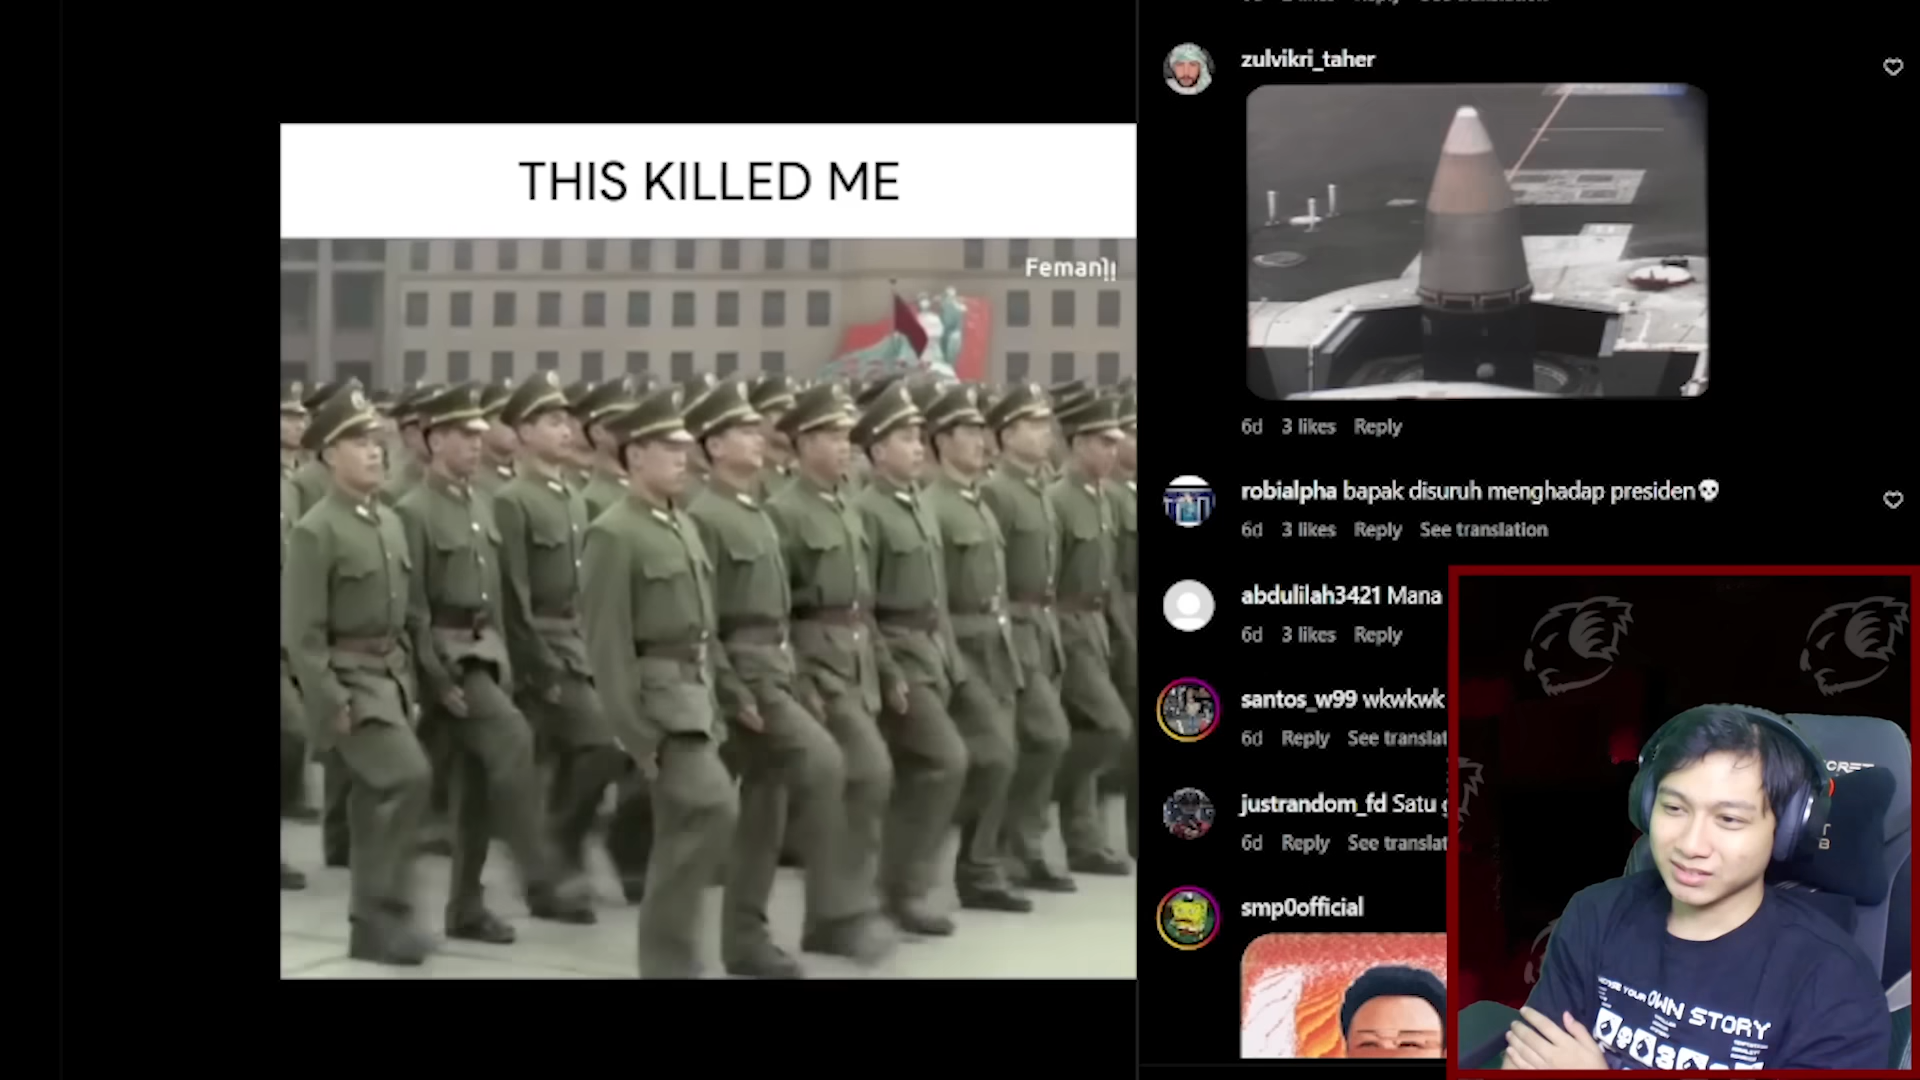 THIS KILLED ME
zulvikri_taher
6d 3 likes Reply
robialpha bapak disuruh menghadap presiden💀
6d 3 likes Reply See translation
abdulilah3421 Mana
6d 3 likes Reply
santos_w99 wkwkwk
6d Reply See translat
justrandom_fd Satu
6d Reply See translat
smp0official
YOUR OWN STORY